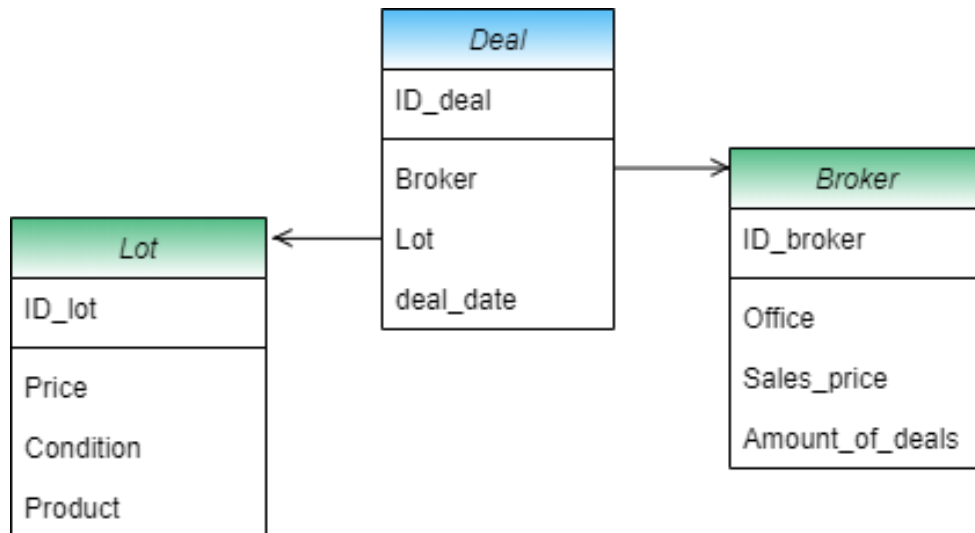 Deal
ID_deal
Broker
Lot
deal_date
Lot
ID_lot
Price
Condition
Product
Broker
ID_broker
Office
Sales_price
Amount_of_deals